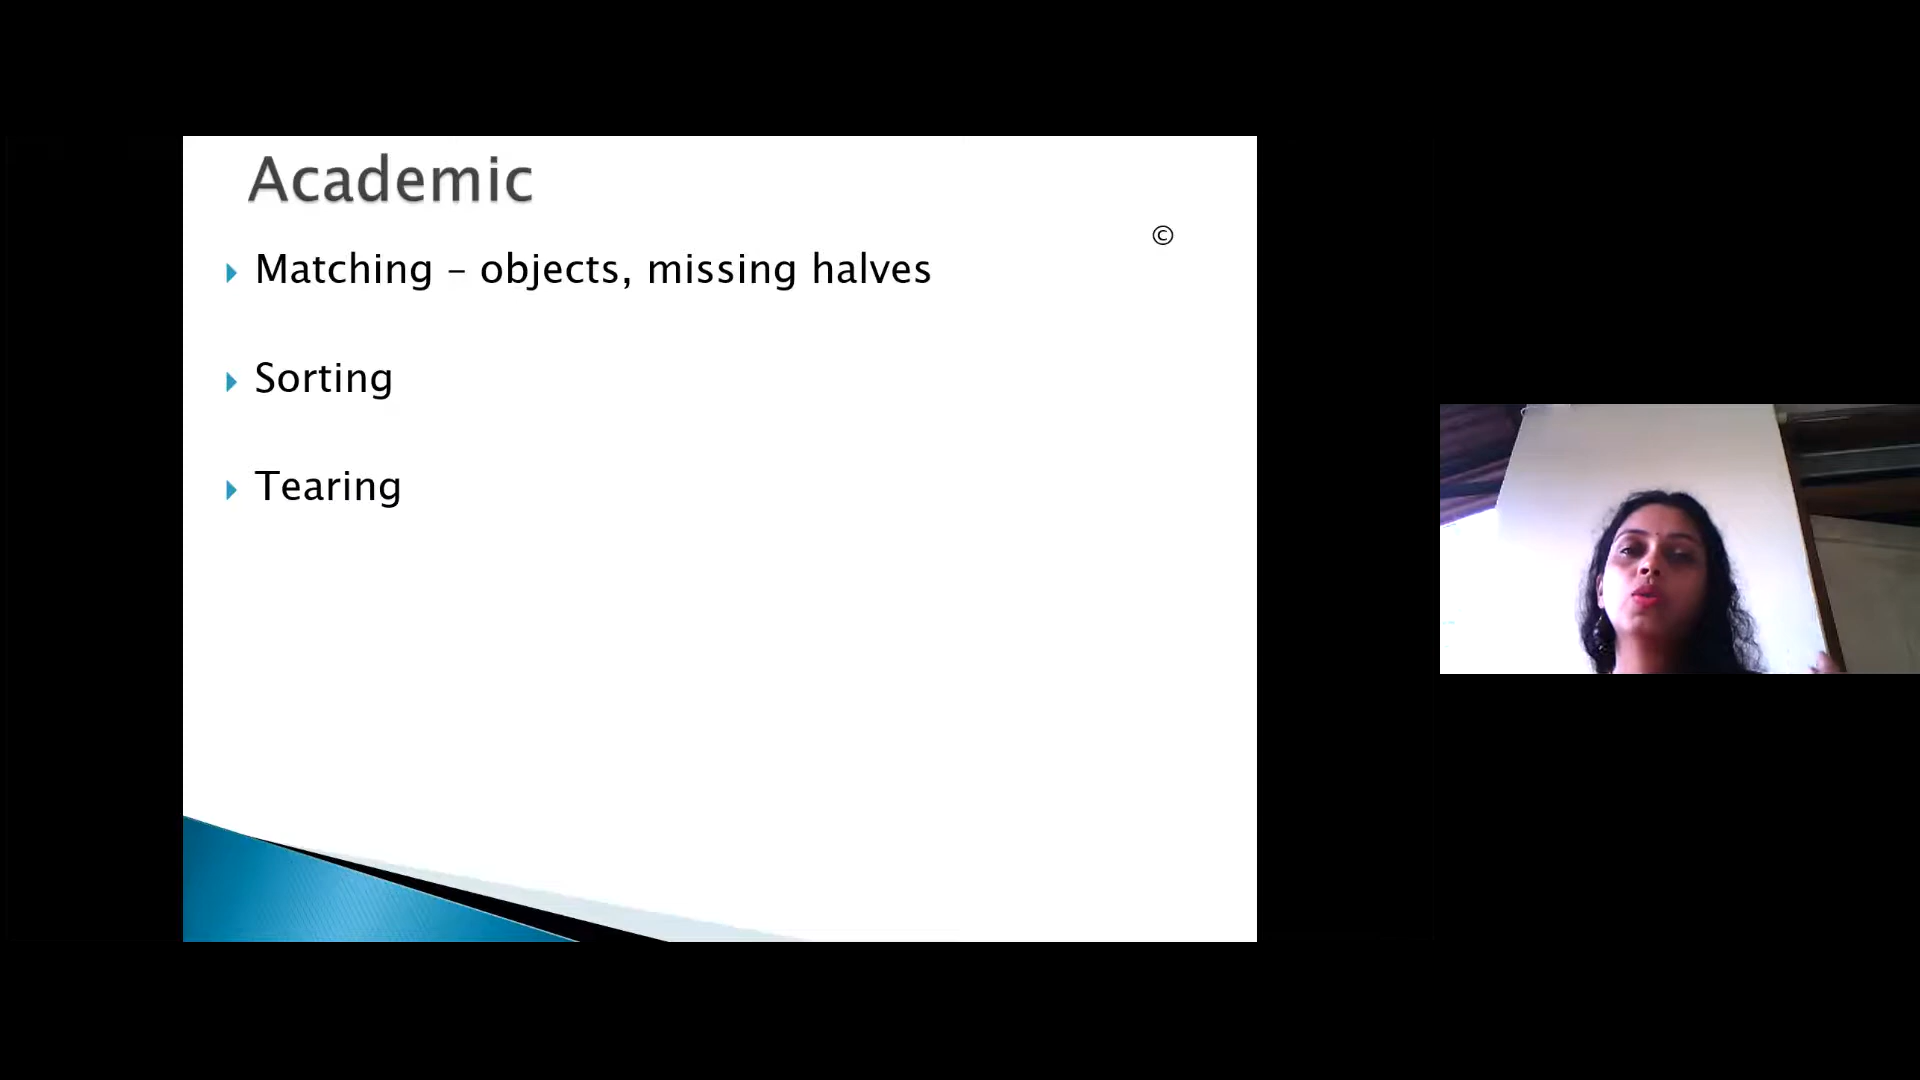 Academic
©
Matching – objects, missing halves
Sorting
Tearing